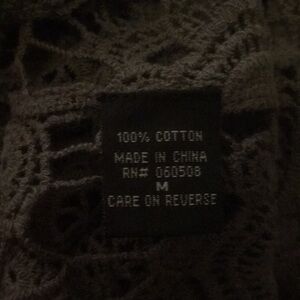 100% COTTON
MADE IN CHINA
RN# 060508
M
CARE ON REVERSE